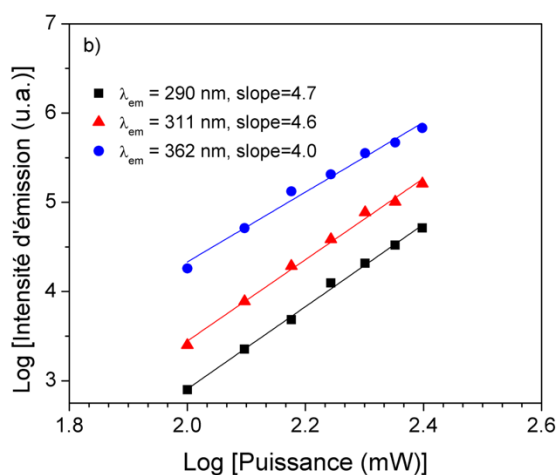 b)
λem = 290 nm, slope=4.7
λem = 311 nm, slope=4.6
λem = 362 nm, slope=4.0
Log [Intensité d'émission (u.a.)]
7
6
5
4
3
1.8 2.0 2.2 2.4 2.6
Log [Puissance (mW)]